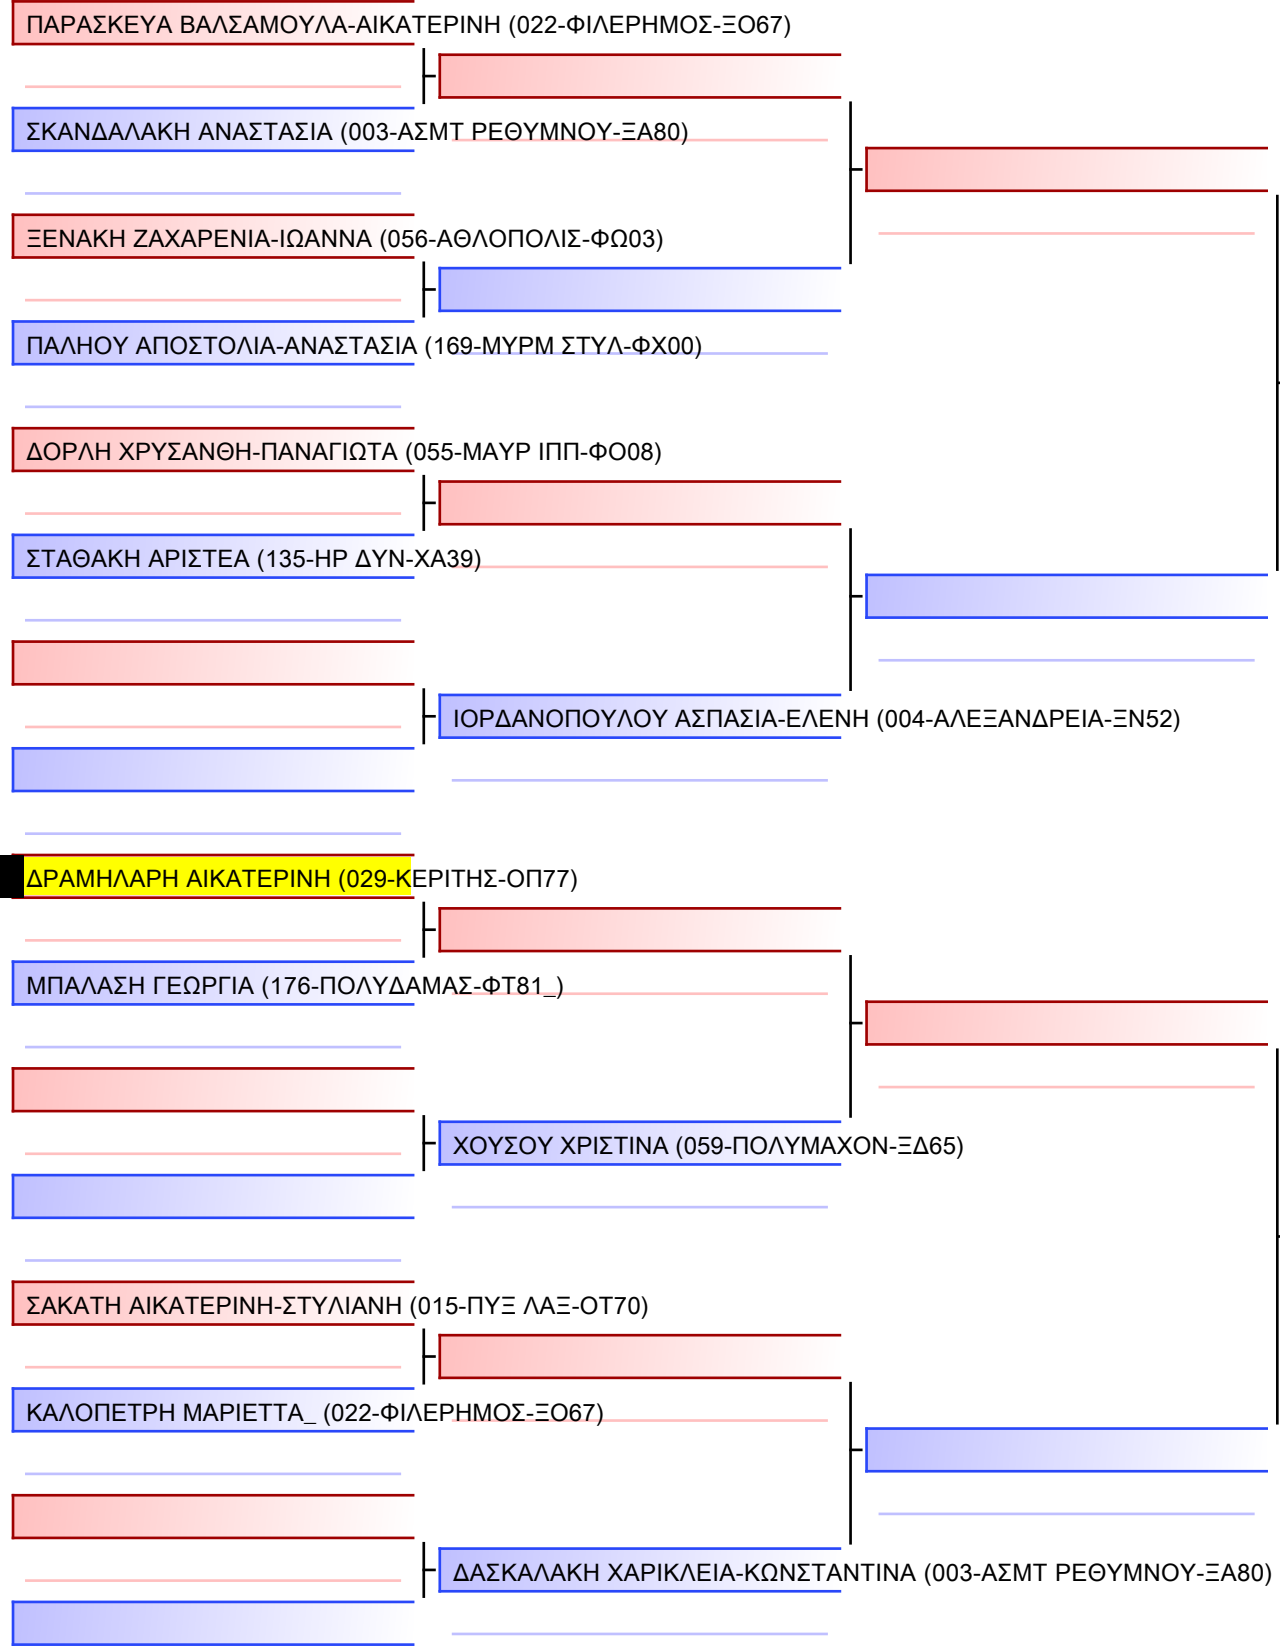 ΠΑΡΑΣΚΕΥΑ ΒΑΛΣΑΜΟΥΛΑ-ΑΙΚΑΤΕΡΙΝΗ (022-ΦΙΛΕΡΗΜΟΣ-ΞΟ67)
ΣΚΑΝΔΑΛΑΚΗ ΑΝΑΣΤΑΣΙΑ (003-ΑΣΜΤ ΡΕΘΥΜΝΟΥ-ΞΑ80)
ΞΕΝΑΚΗ ΖΑΧΑΡΕΝΙΑ-ΙΩΑΝΝΑ (056-ΑΘΛΟΠΟΛΙΣ-ΦΩ03)
ΠΑΛΗΟΥ ΑΠΟΣΤΟΛΙΑ-ΑΝΑΣΤΑΣΙΑ (169-ΜΥΡΜ ΣΤΥΛ-ΦΧ00)
ΔΟΡΛΗ ΧΡΥΣΑΝΘΗ-ΠΑΝΑΓΙΩΤΑ (055-ΜΑΥΡ ΙΠΠ-ΦΟ08)
ΣΤΑΘΑΚΗ ΑΡΙΣΤΕΑ (135-ΗΡ ΔΥΝ-ΧΑ39)
ΙΟΡΔΑΝΟΠΟΥΛΟΥ ΑΣΠΑΣΙΑ-ΕΛΕΝΗ (004-ΑΛΕΞΑΝΔΡΕΙΑ-ΞΝ52)
ΔΡΑΜΗΛΑΡΗ ΑΙΚΑΤΕΡΙΝΗ (029-ΚΕΡΙΤΗΣ-ΟΠ77)
ΜΠΑΛΑΣΗ ΓΕΩΡΓΙΑ (176-ΠΟΛΥΔΑΜΑΣ-ΦΤ81_)
ΧΟΥΣΟΥ ΧΡΙΣΤΙΝΑ (059-ΠΟΛΥΜΑΧΟΝ-ΞΔ65)
ΣΑΚΑΤΗ ΑΙΚΑΤΕΡΙΝΗ-ΣΤΥΛΙΑΝΗ (015-ΠΥΞ ΛΑΞ-ΟΤ70)
ΚΑΛΟΠΕΤΡΗ ΜΑΡΙΕΤΤΑ_ (022-ΦΙΛΕΡΗΜΟΣ-ΞΟ67)
ΔΑΣΚΑΛΑΚΗ ΧΑΡΙΚΛΕΙΑ-ΚΩΝΣΤΑΝΤΙΝΑ (003-ΑΣΜΤ ΡΕΘΥΜΝΟΥ-ΞΑ80)